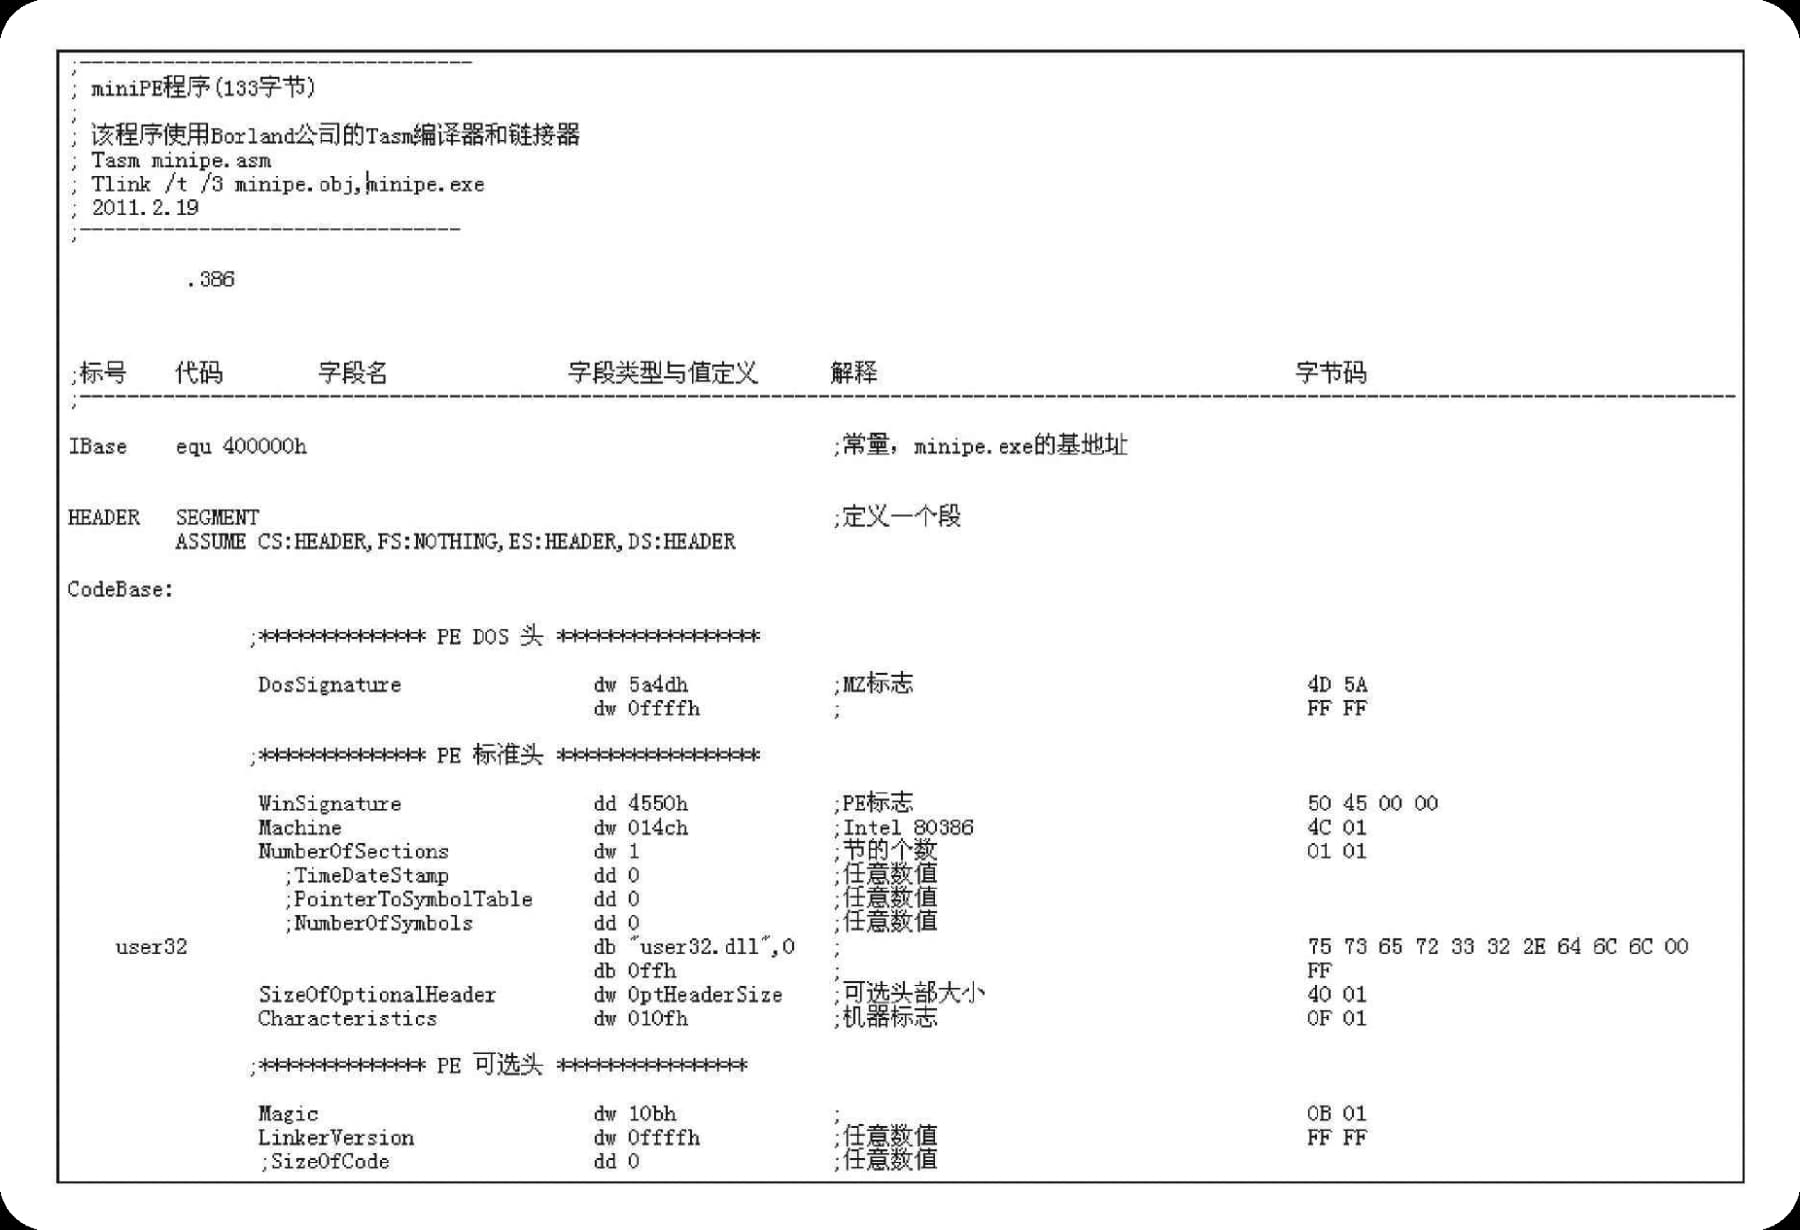 ;---------------------------------
; miniPE程序(133字节)
;
; 该程序使用Borland公司的Tasm编译器和链接器
; Tasm minipe.asm
; Tlink /t /3 minipe.obj,minipe.exe
; 2011.2.19
;--------------------------------
.386
;标号 代码 字段名 字段类型与值定义 解释 字节码
;-------------------------------------------------------------------------------------------------------------------------------------------
IBase equ 400000h ;常量，minipe.exe的基地址
HEADER SEGMENT ;定义一个段
ASSUME CS:HEADER,FS:NOTHING,ES:HEADER,DS:HEADER
CodeBase:
;************** PE DOS 头 *****************
DosSignature dw 5a4dh ;MZ标志 4D 5A
dw 0ffffh ; FF FF
;************** PE 标准头 *****************
WinSignature dd 4550h ;PE标志 50 45 00 00
Machine dw 014ch ;Intel 80386 4C 01
NumberOfSections dw 1 ;节的个数 01 01
;TimeDateStamp dd 0 ;任意数值
;PointerToSymbolTable dd 0 ;任意数值
;NumberOfSymbols dd 0 ;任意数值
user32 db "user32.dll",0 ; 75 73 65 72 33 32 2E 64 6C 6C 00
db 0ffh ; FF
SizeOfOptionalHeader dw OptHeaderSize ;可选头部大小 40 01
Characteristics dw 010fh ;机器标志 0F 01
;************** PE 可选头 ****************
Magic dw 10bh ; 0B 01
LinkerVersion dw 0ffffh ;任意数值 FF FF
;SizeOfCode dd 0 ;任意数值